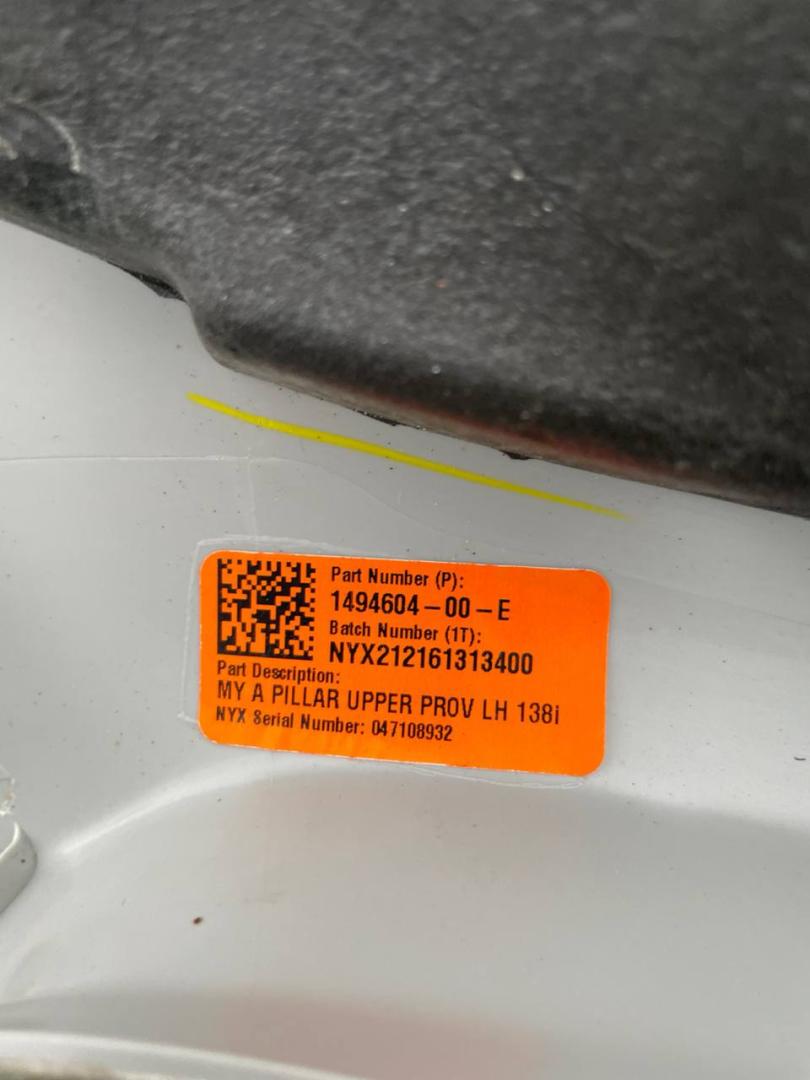 Part Number (P):
1494604-00-E
Batch Number (1T):
NYX212161313400
Part Description:
MY A PILLAR UPPER PROV LH 138i
NYX Serial Number: 047108932